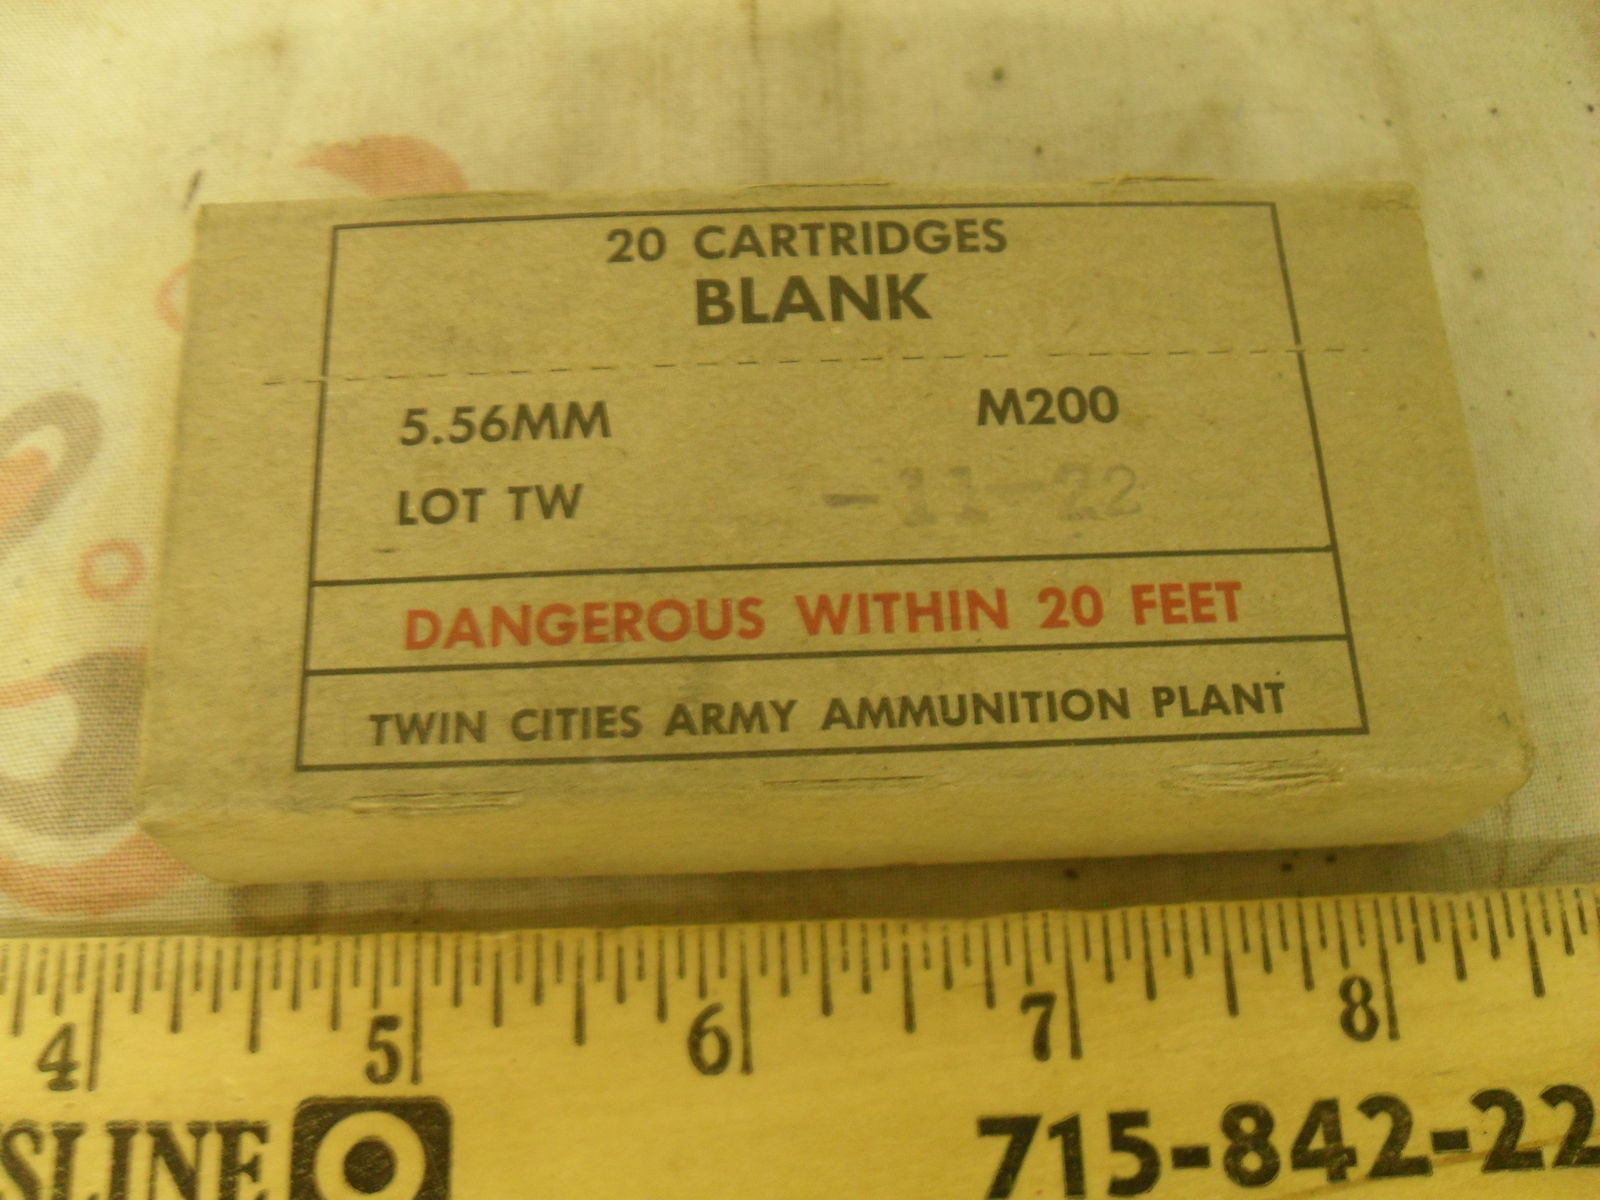 20 CARTRIDGES
BLANK
5.56MM M200
LOT TW -11-22
DANGEROUS WITHIN 20 FEET
TWIN CITIES ARMY AMMUNITION PLANT
4 5 6 7 8
SLINE 715-842-22